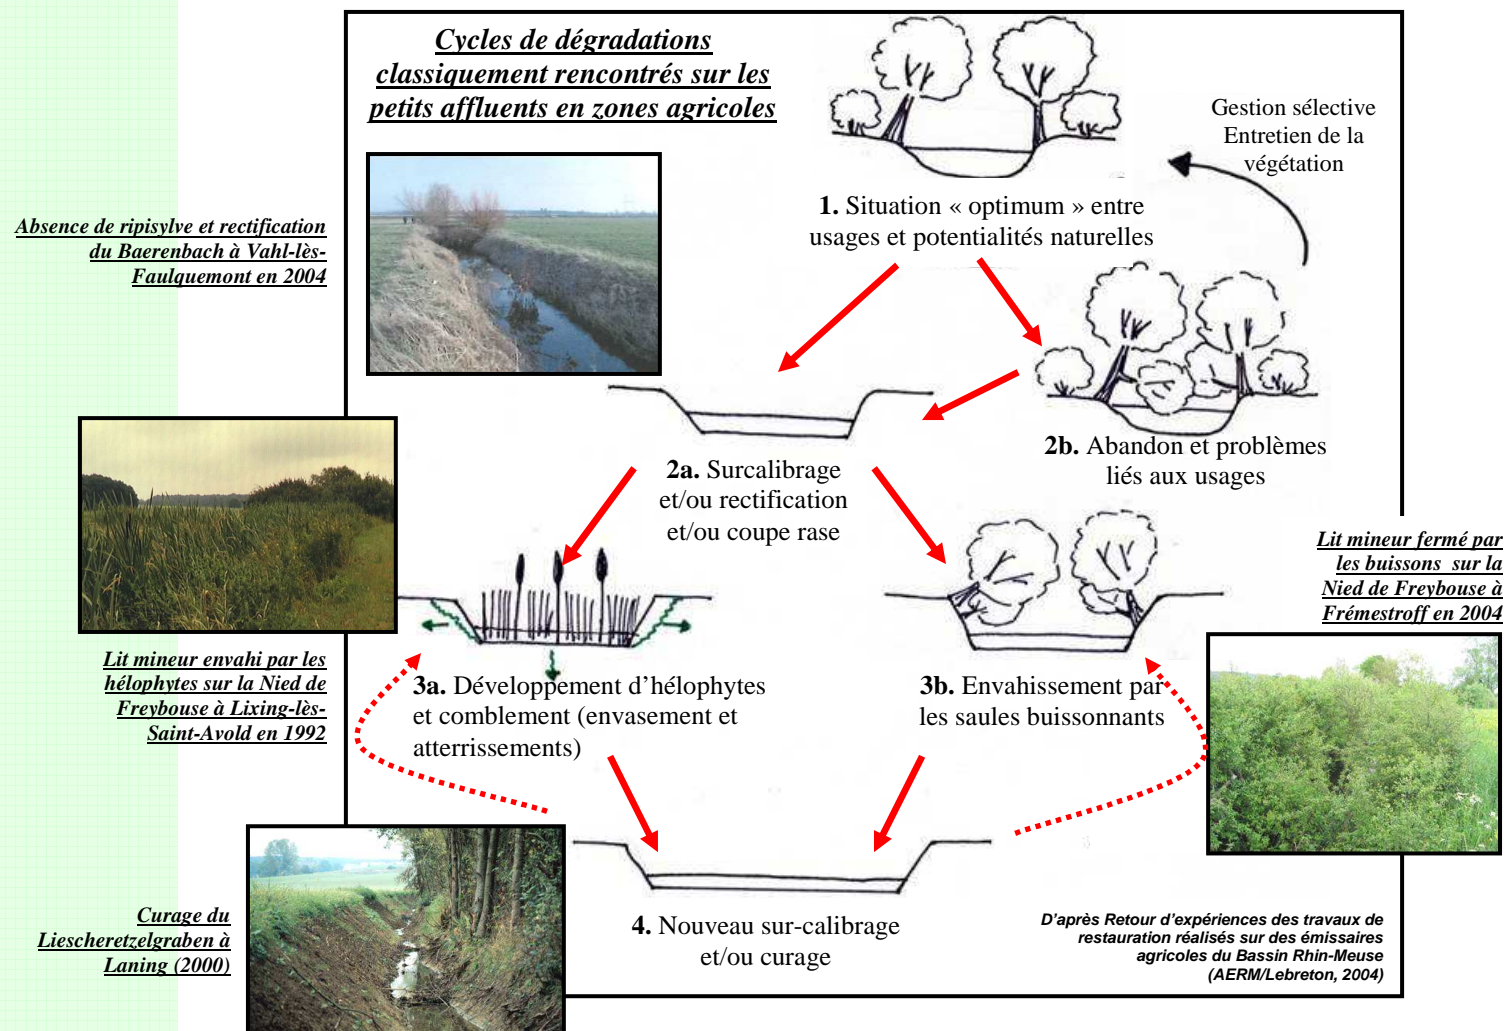 Cycles de dégradations
classiquement rencontrés sur les
petits affluents en zones agricoles
Gestion sélective
Entretien de la
végétation
1. Situation « optimum » entre
usages et potentialités naturelles
Absence de ripisylve et rectification
du Baerenbach à Vahl-lès-
Faulquemont en 2004
2a. Surcalibrage
et/ou rectification
et/ou coupe rase
2b. Abandon et problèmes
liés aux usages
Lit mineur envahi par les
hélophytes sur la Nied de
Freybouse à Lixing-lès-
Saint-Avold en 1992
Lit mineur fermé par
les buissons sur la
Nied de Freybouse à
Frémestroff en 2004
3a. Développement d’hélophytes
et comblement (envasement et
atterrissements)
3b. Envahissement par
les saules buissonnants
Curage du
Liescheretzelgraben à
Laning (2000)
4. Nouveau sur-calibrage
et/ou curage
D'après Retour d'expériences des travaux de
restauration réalisés sur des émissaires
agricoles du Bassin Rhin-Meuse
(AERM/Lebreton, 2004)